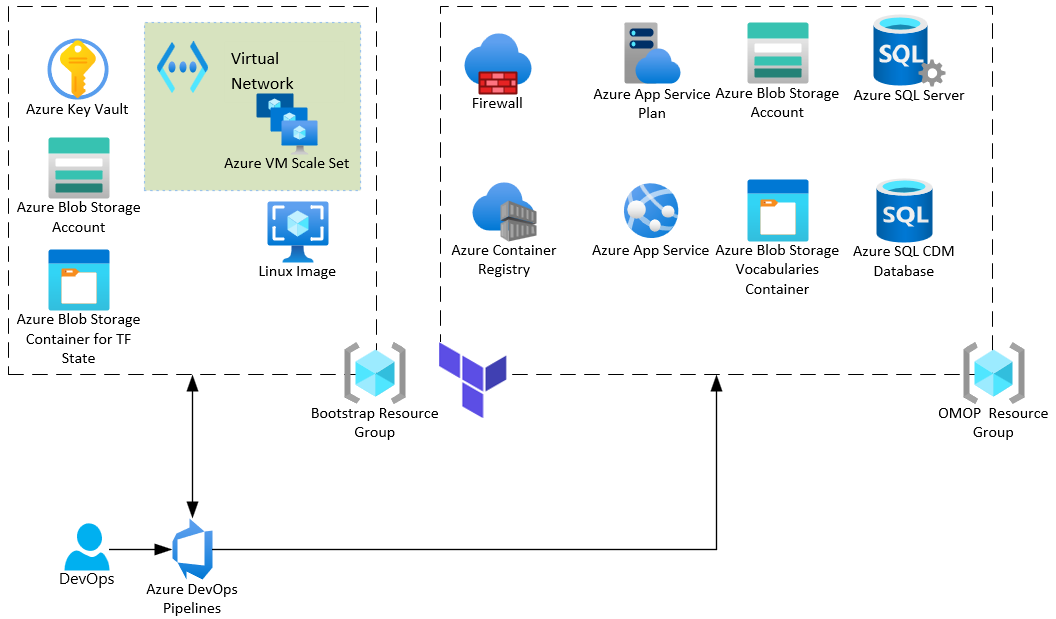 Azure Key Vault
Virtual
Network
Azure VM Scale Set
Azure Blob Storage
Account
Linux Image
Azure Blob Storage
Container for TF
State
Bootstrap Resource
Group
Firewall
Azure App Service
Plan
Azure Blob Storage
Account
SQL
Azure SQL Server
Azure Container
Registry
Azure App Service
Azure Blob Storage
Vocabularies
Container
SQL
Azure SQL CDM
Database
OMOP  Resource
Group
DevOps
Azure DevOps
Pipelines